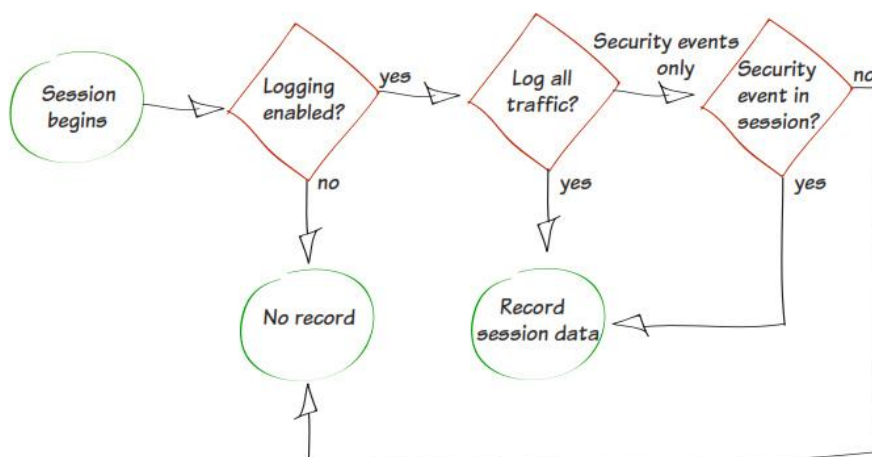 Session
begins
Logging
enabled?
yes
no
Log all
traffic?
Security events
only
yes
Security
event in
session?
no
yes
No record
Record
session data